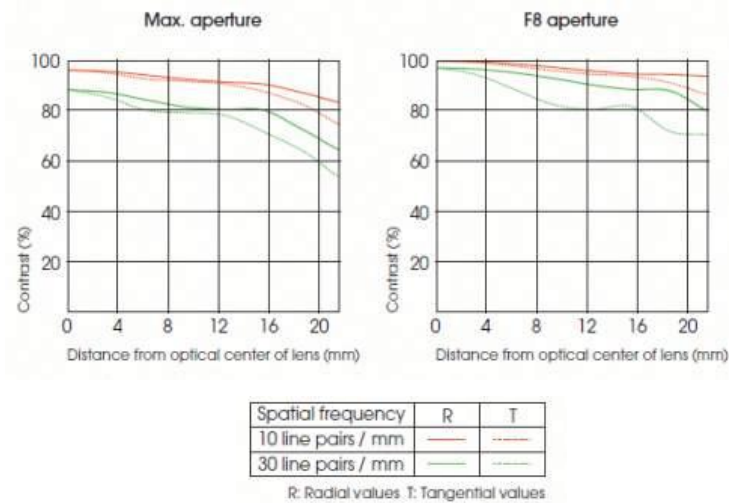 Max. aperture
100
80
60
40
20
Contrast (%)
0 4 8 12 16 20
Distance from optical center of lens (mm)
F8 aperture
100
80
60
40
20
Contrast (%)
0 4 8 12 16 20
Distance from optical center of lens (mm)
Spatial frequency R T
10 line pairs / mm
30 line pairs / mm
R: Radial values T: Tangential values